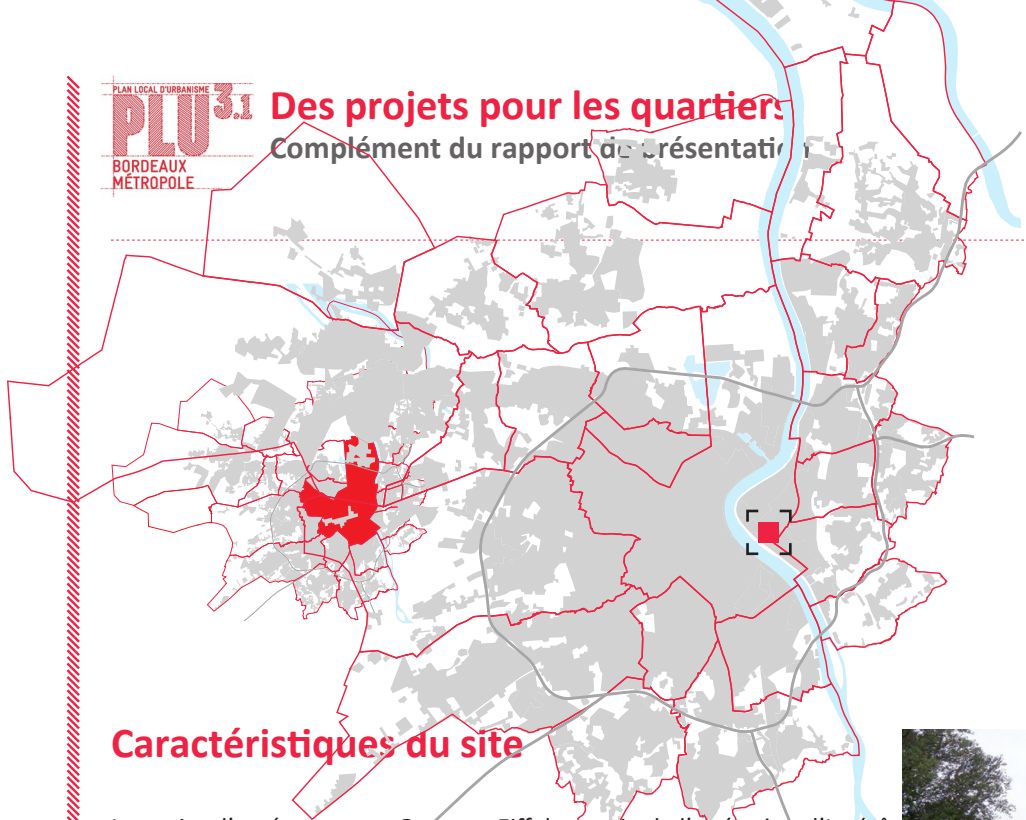 PLAN LOCAL D'URBANISME
PLU 3.1
BORDEAUX
MÉTROPOLE
Des projets pour les quartiers
Complément du rapport de présentation
Caractéristiques du site